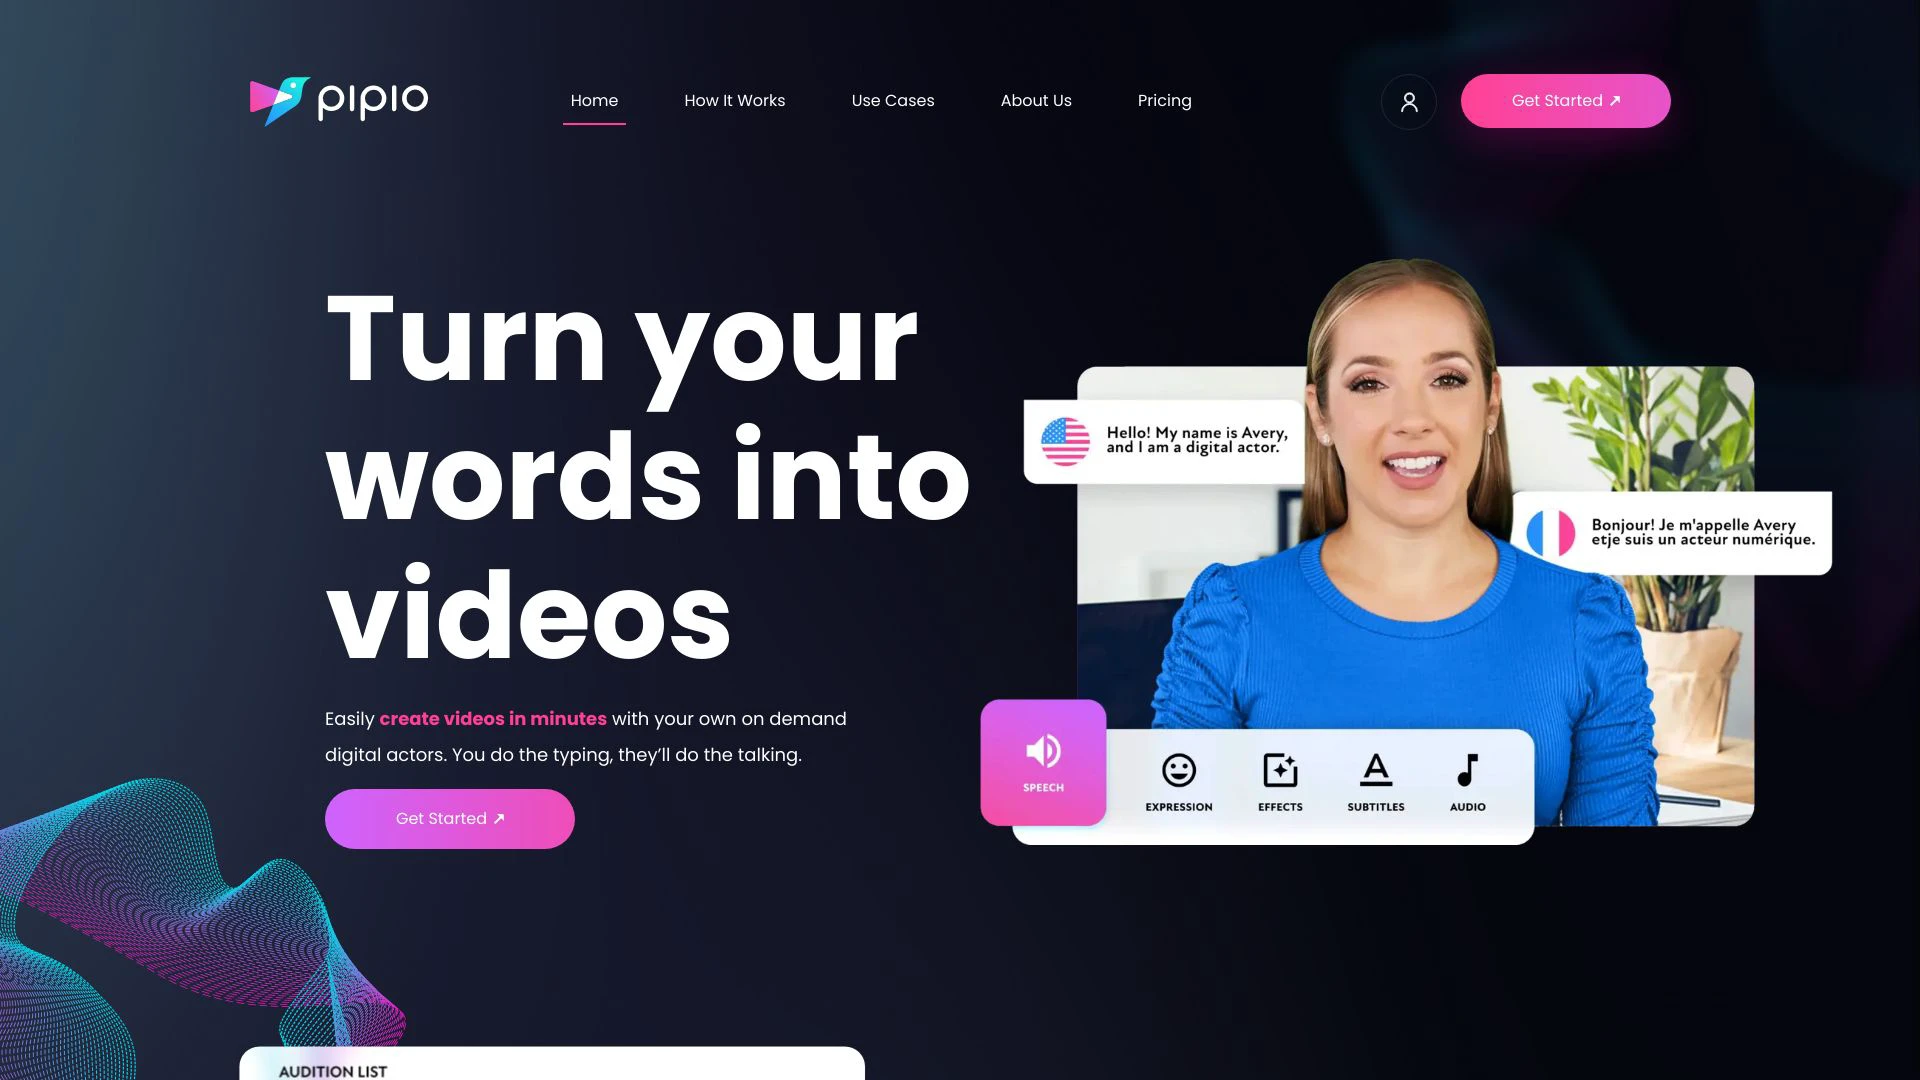 pipio
Home
How It Works
Use Cases
About Us
Pricing
Get Started ↗
Turn your
words into
videos
Easily create videos in minutes with your own on demand
digital actors. You do the typing, they’ll do the talking.
Get Started ↗
Hello! My name is Avery,
and I am a digital actor.
Bonjour! Je m'appelle Avery
etje suis un acteur numérique.
SPEECH
EXPRESSION
EFFECTS
SUBTITLES
AUDIO
AUDITION LIST